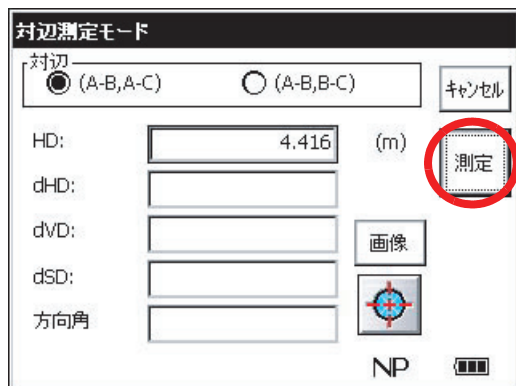 対辺測定モード
対辺
(A-B,A-C) (A-B,B-C)
キャンセル
HD: 4.416 (m)
測定
dHD:
dVD:
画像
dSD:
方向角
NP